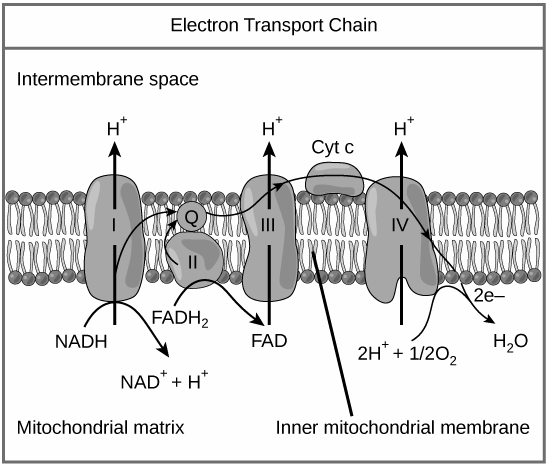 Electron Transport Chain
Intermembrane space
H⁺
H⁺
H⁺
Cyt c
I
Q
II
III
IV
NADH
FADH₂
FAD
2e–
2H⁺ + 1/2O₂
H₂O
NAD⁺ + H⁺
Mitochondrial matrix
Inner mitochondrial membrane